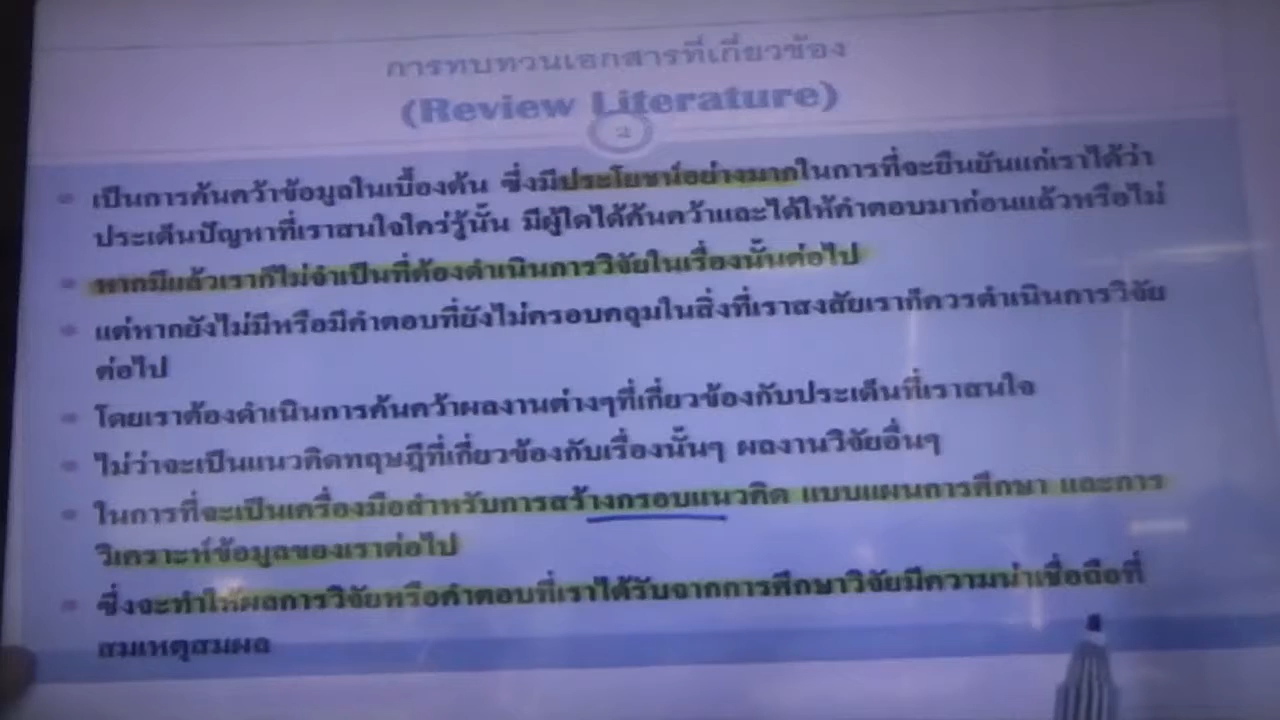 การทบทวนเอกสารที่เกี่ยวข้อง
(Review Literature)
2
เป็นการค้นคว้าข้อมูลในเบื้องต้น ซึ่งมีประโยชน์อย่างมากในการที่จะยืนยันแก่เราได้ว่า
ประเด็นปัญหาที่เราสนใจใคร่รู้นั้น มีผู้ใดได้ค้นคว้าและได้ให้คำตอบมาก่อนแล้วหรือไม่
หากมีแล้วเราก็ไม่จำเป็นที่ต้องดำเนินการวิจัยในเรื่องนั้นต่อไป
แต่หากยังไม่มีหรือมีคำตอบที่ยังไม่ครอบคลุมในสิ่งที่เราสงสัยเราก็ควรดำเนินการวิจัย
ต่อไป
โดยเราต้องดำเนินการค้นคว้าผลงานต่างๆที่เกี่ยวข้องกับประเด็นที่เราสนใจ
ไม่ว่าจะเป็นแนวคิดทฤษฎีที่เกี่ยวข้องกับเรื่องนั้นๆ ผลงานวิจัยอื่นๆ
ในการที่จะเป็นเครื่องมือสำหรับการสร้างกรอบแนวคิด แบบแผนการศึกษา และการ
วิเคราะห์ข้อมูลของเราต่อไป
ซึ่งจะทำให้ผลการวิจัยหรือคำตอบที่เราได้รับจากการศึกษาวิจัยมีความน่าเชื่อถือที่
สมเหตุสมผล